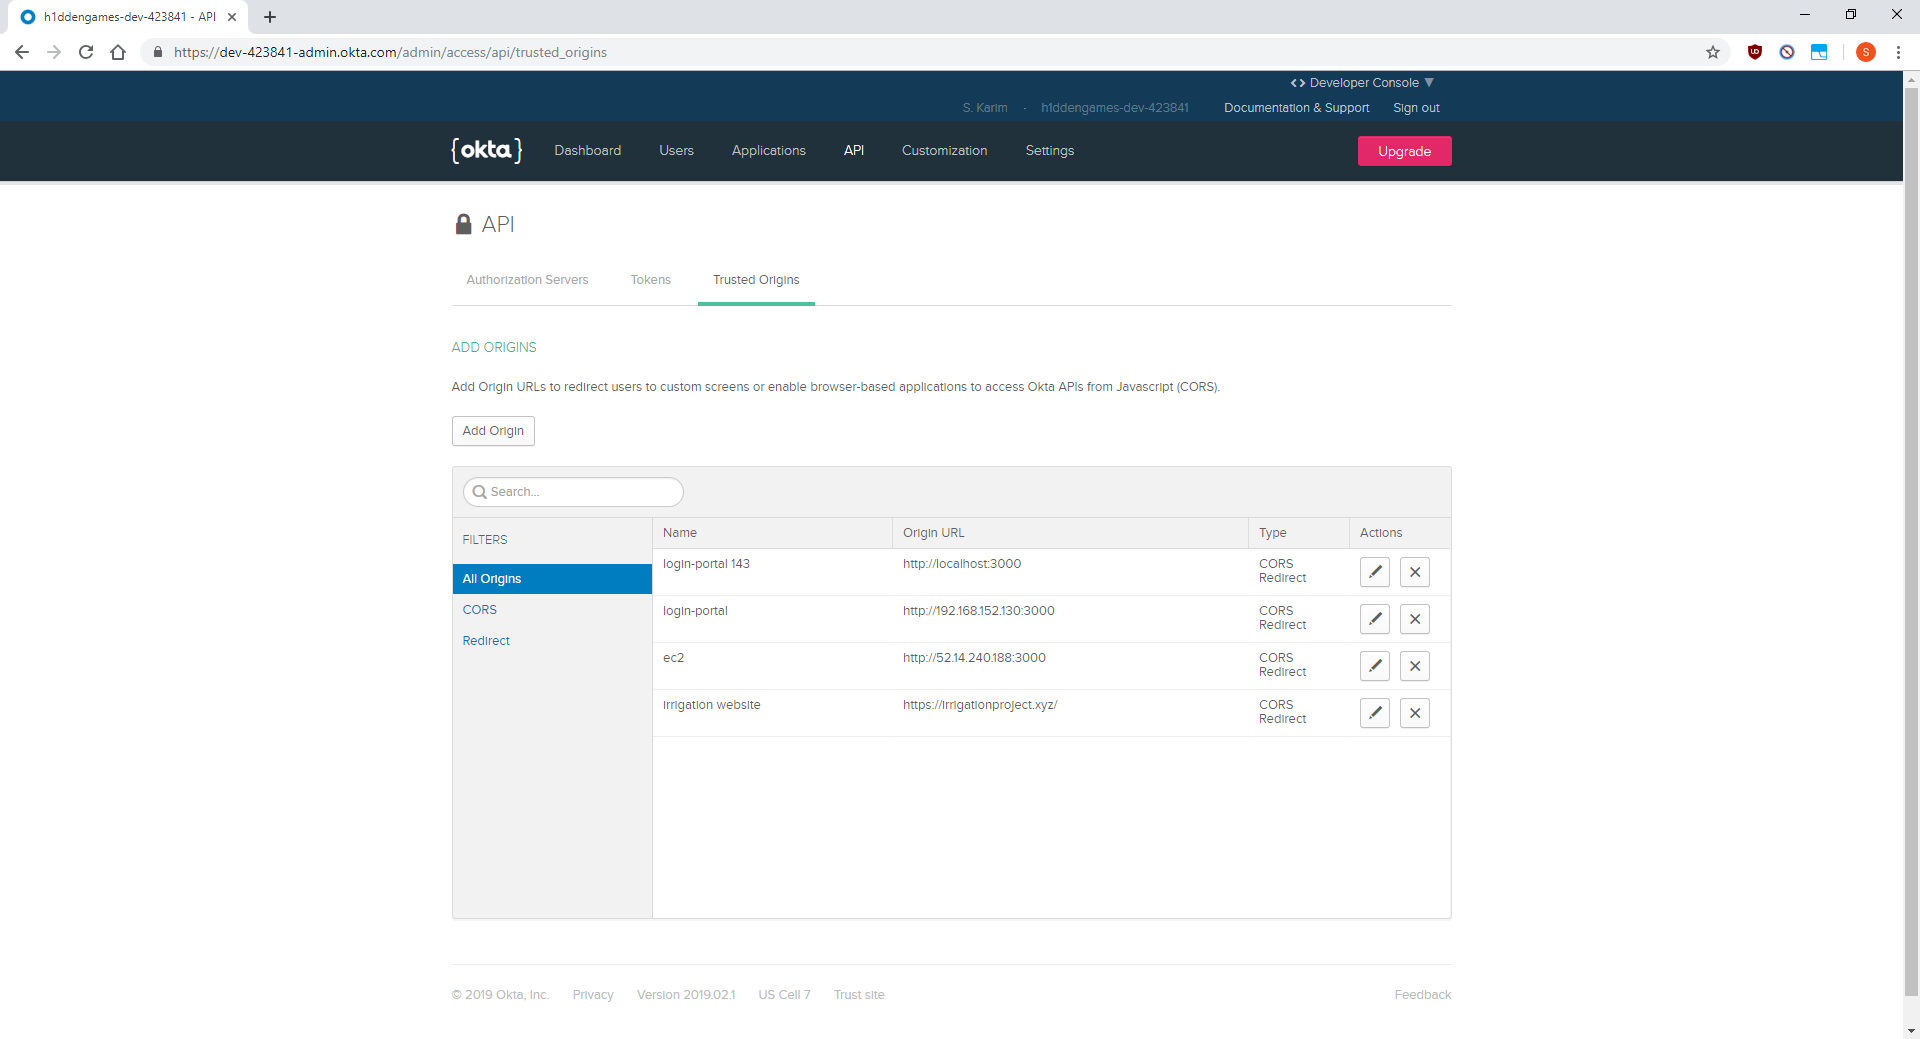 h1ddengames-dev-423841 - API
https://dev-423841-admin.okta.com/admin/access/api/trusted_origins
S
<> Developer Console
S. Karim · h1ddengames-dev-423841 Documentation & Support Sign out
{okta} Dashboard Users Applications API Customization Settings Upgrade
API
Authorization Servers Tokens Trusted Origins
ADD ORIGINS
Add Origin URLs to redirect users to custom screens or enable browser-based applications to access Okta APIs from Javascript (CORS).
Add Origin
Search...
FILTERS
All Origins
CORS
Redirect
Name Origin URL Type Actions
login-portal 143 http://localhost:3000 CORS
Redirect
login-portal http://192.168.152.130:3000 CORS
Redirect
ec2 http://52.14.240.188:3000 CORS
Redirect
irrigation website https://irrigationproject.xyz/ CORS
Redirect
© 2019 Okta, Inc. Privacy Version 2019.02.1 US Cell 7 Trust site Feedback